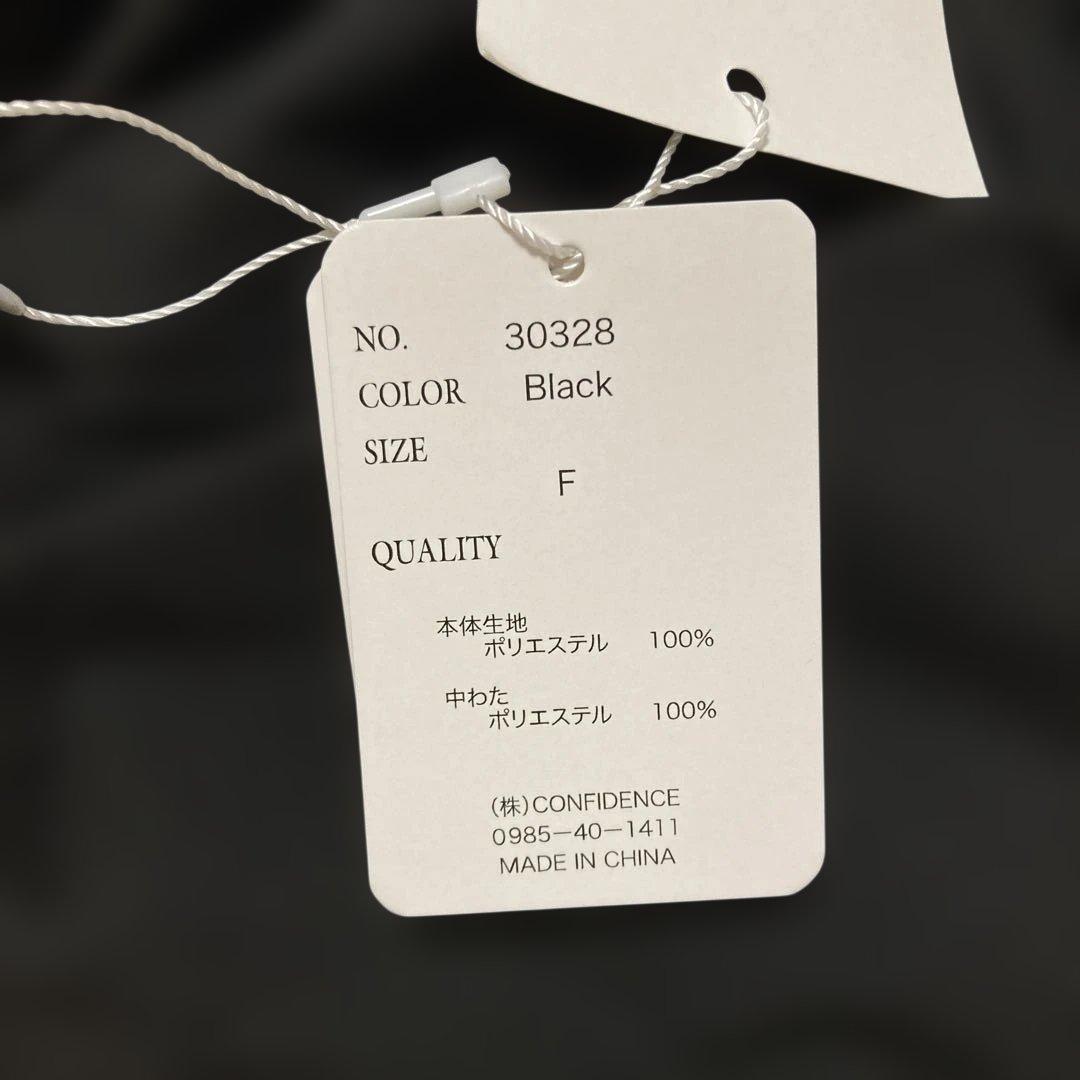 NO. 30328
COLOR Black
SIZE
F
QUALITY
本体生地
ポリエステル 100%
中わた
ポリエステル 100%
(株)CONFIDENCE
0985-40-1411
MADE IN CHINA